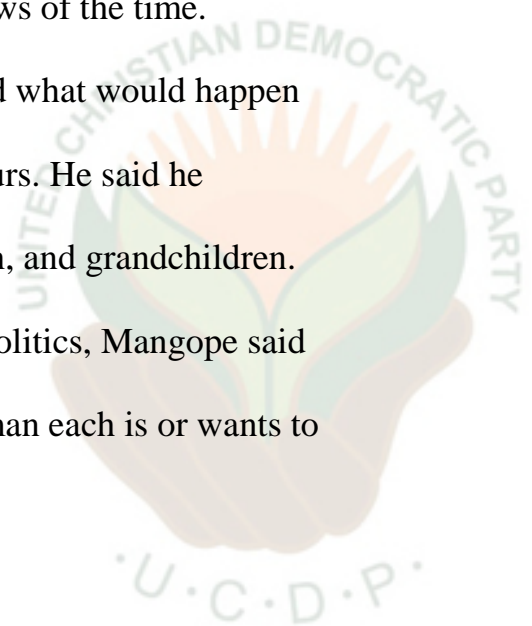 ws of the time.
d what would happen
urs. He said he
n, and grandchildren.
olitics, Mangope said
han each is or wants to
UNITED CHRISTIAN DEMOCRATIC PARTY
·U·C·D·P·